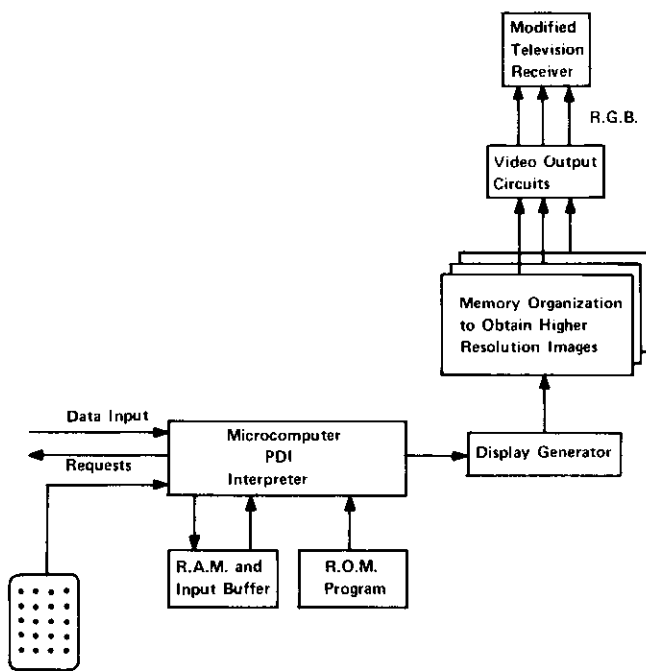 Modified
Television
Receiver
R.G.B.
Video Output
Circuits
Memory Organization
to Obtain Higher
Resolution Images
Data Input
Requests
Microcomputer
PDI
Interpreter
Display Generator
R.A.M. and
Input Buffer
R.O.M.
Program